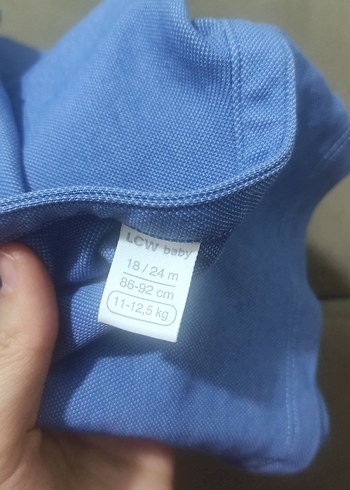 LCW baby
18 / 24 m
86-92 cm
11-12,5 kg